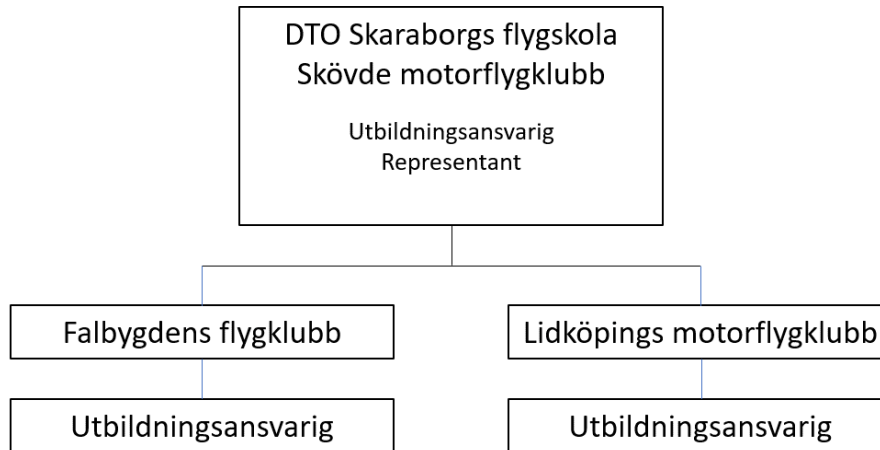 DTO Skaraborgs flygskola
Skövde motorflygklubb
Utbildningsansvarig
Representant
Falbygdens flygklubb
Lidköpings motorflygklubb
Utbildningsansvarig
Utbildningsansvarig